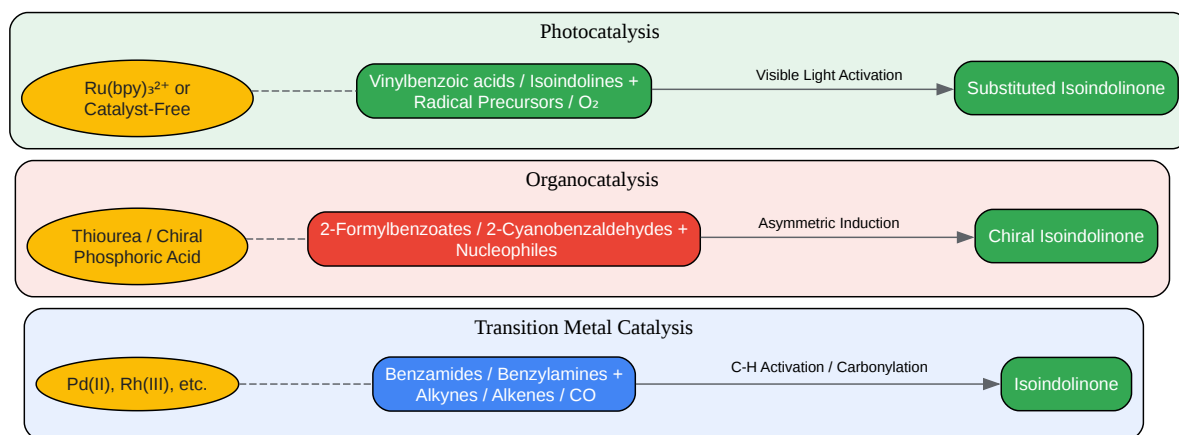 Photocatalysis
Ru(bpy)₃²⁺ or
Catalyst-Free
Vinylbenzoic acids / Isoindolines +
Radical Precursors / O₂
Visible Light Activation
Substituted Isoindolinone
Organocatalysis
Thiourea / Chiral
Phosphoric Acid
2-Formylbenzoates / 2-Cyanobenzaldehydes +
Nucleophiles
Asymmetric Induction
Chiral Isoindolinone
Transition Metal Catalysis
Pd(II), Rh(III), etc.
Benzamides / Benzylamines +
Alkynes / Alkenes / CO
C-H Activation / Carbonylation
Isoindolinone